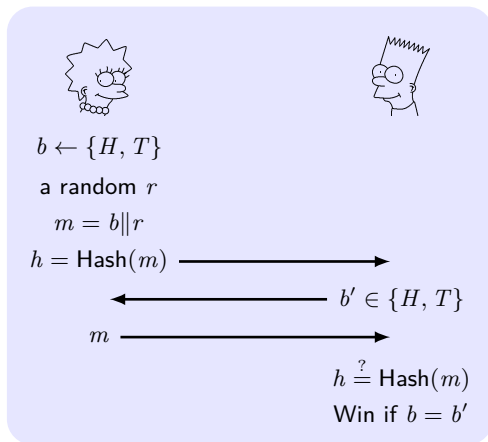 b ← {H, T}
a random r
m = b∥r
h = Hash(m)
b′ ∈ {H, T}
m
h ≟ Hash(m)
Win if b = b′